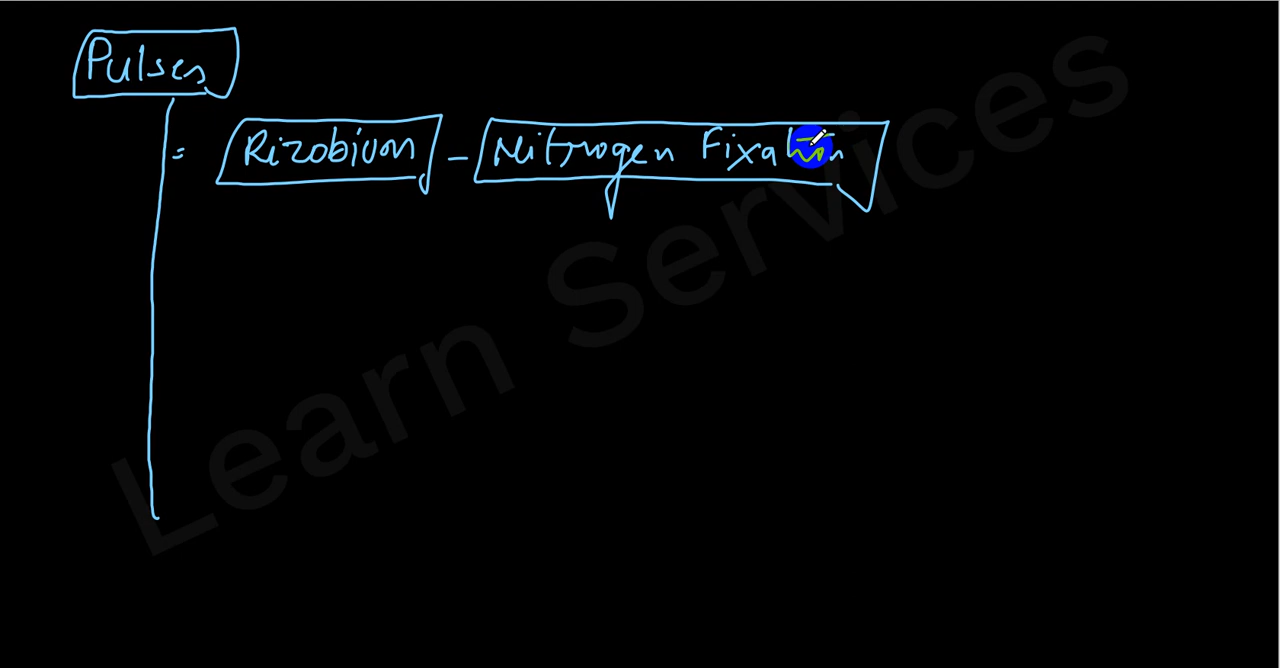 Pulses
= Rizobium - Nitrogen Fixation
Learn Services